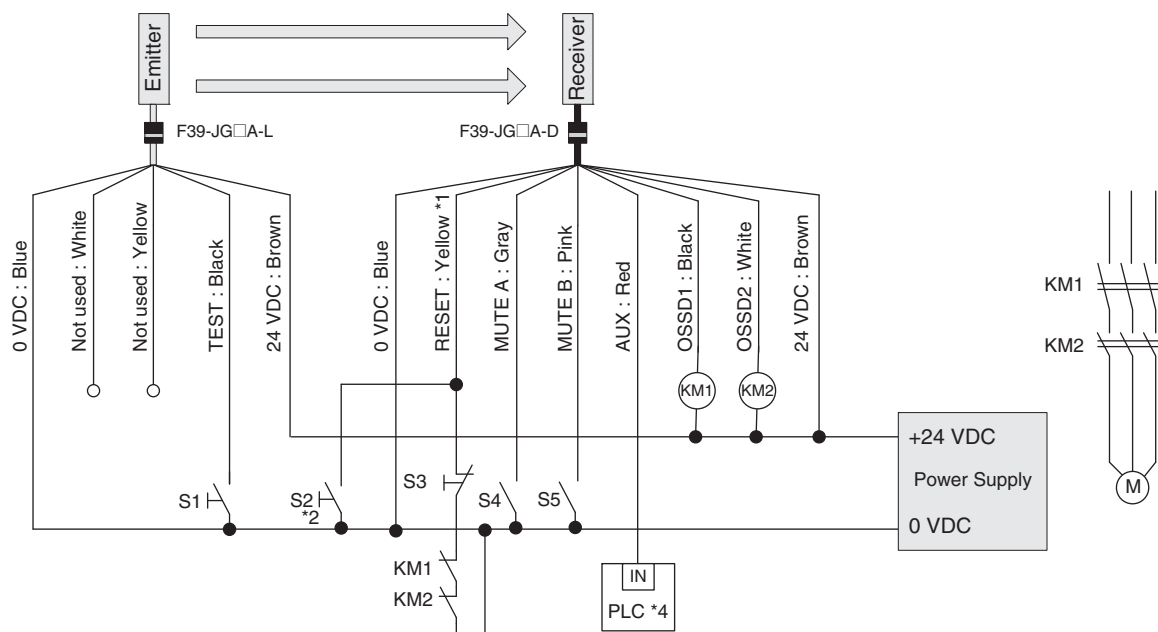 Emitter
Receiver
F39-JG□A-L
F39-JG□A-D
0 VDC : Blue
Not used : White
Not used : Yellow
TEST : Black
24 VDC : Brown
0 VDC : Blue
RESET : Yellow *1
MUTE A : Gray
MUTE B : Pink
AUX : Red
OSSD1 : Black
OSSD2 : White
24 VDC : Brown
KM1
KM2
KM1
KM2
M
+24 VDC
Power Supply
0 VDC
S1
S2
*2
S3
S4
S5
KM1
KM2
IN
PLC *4